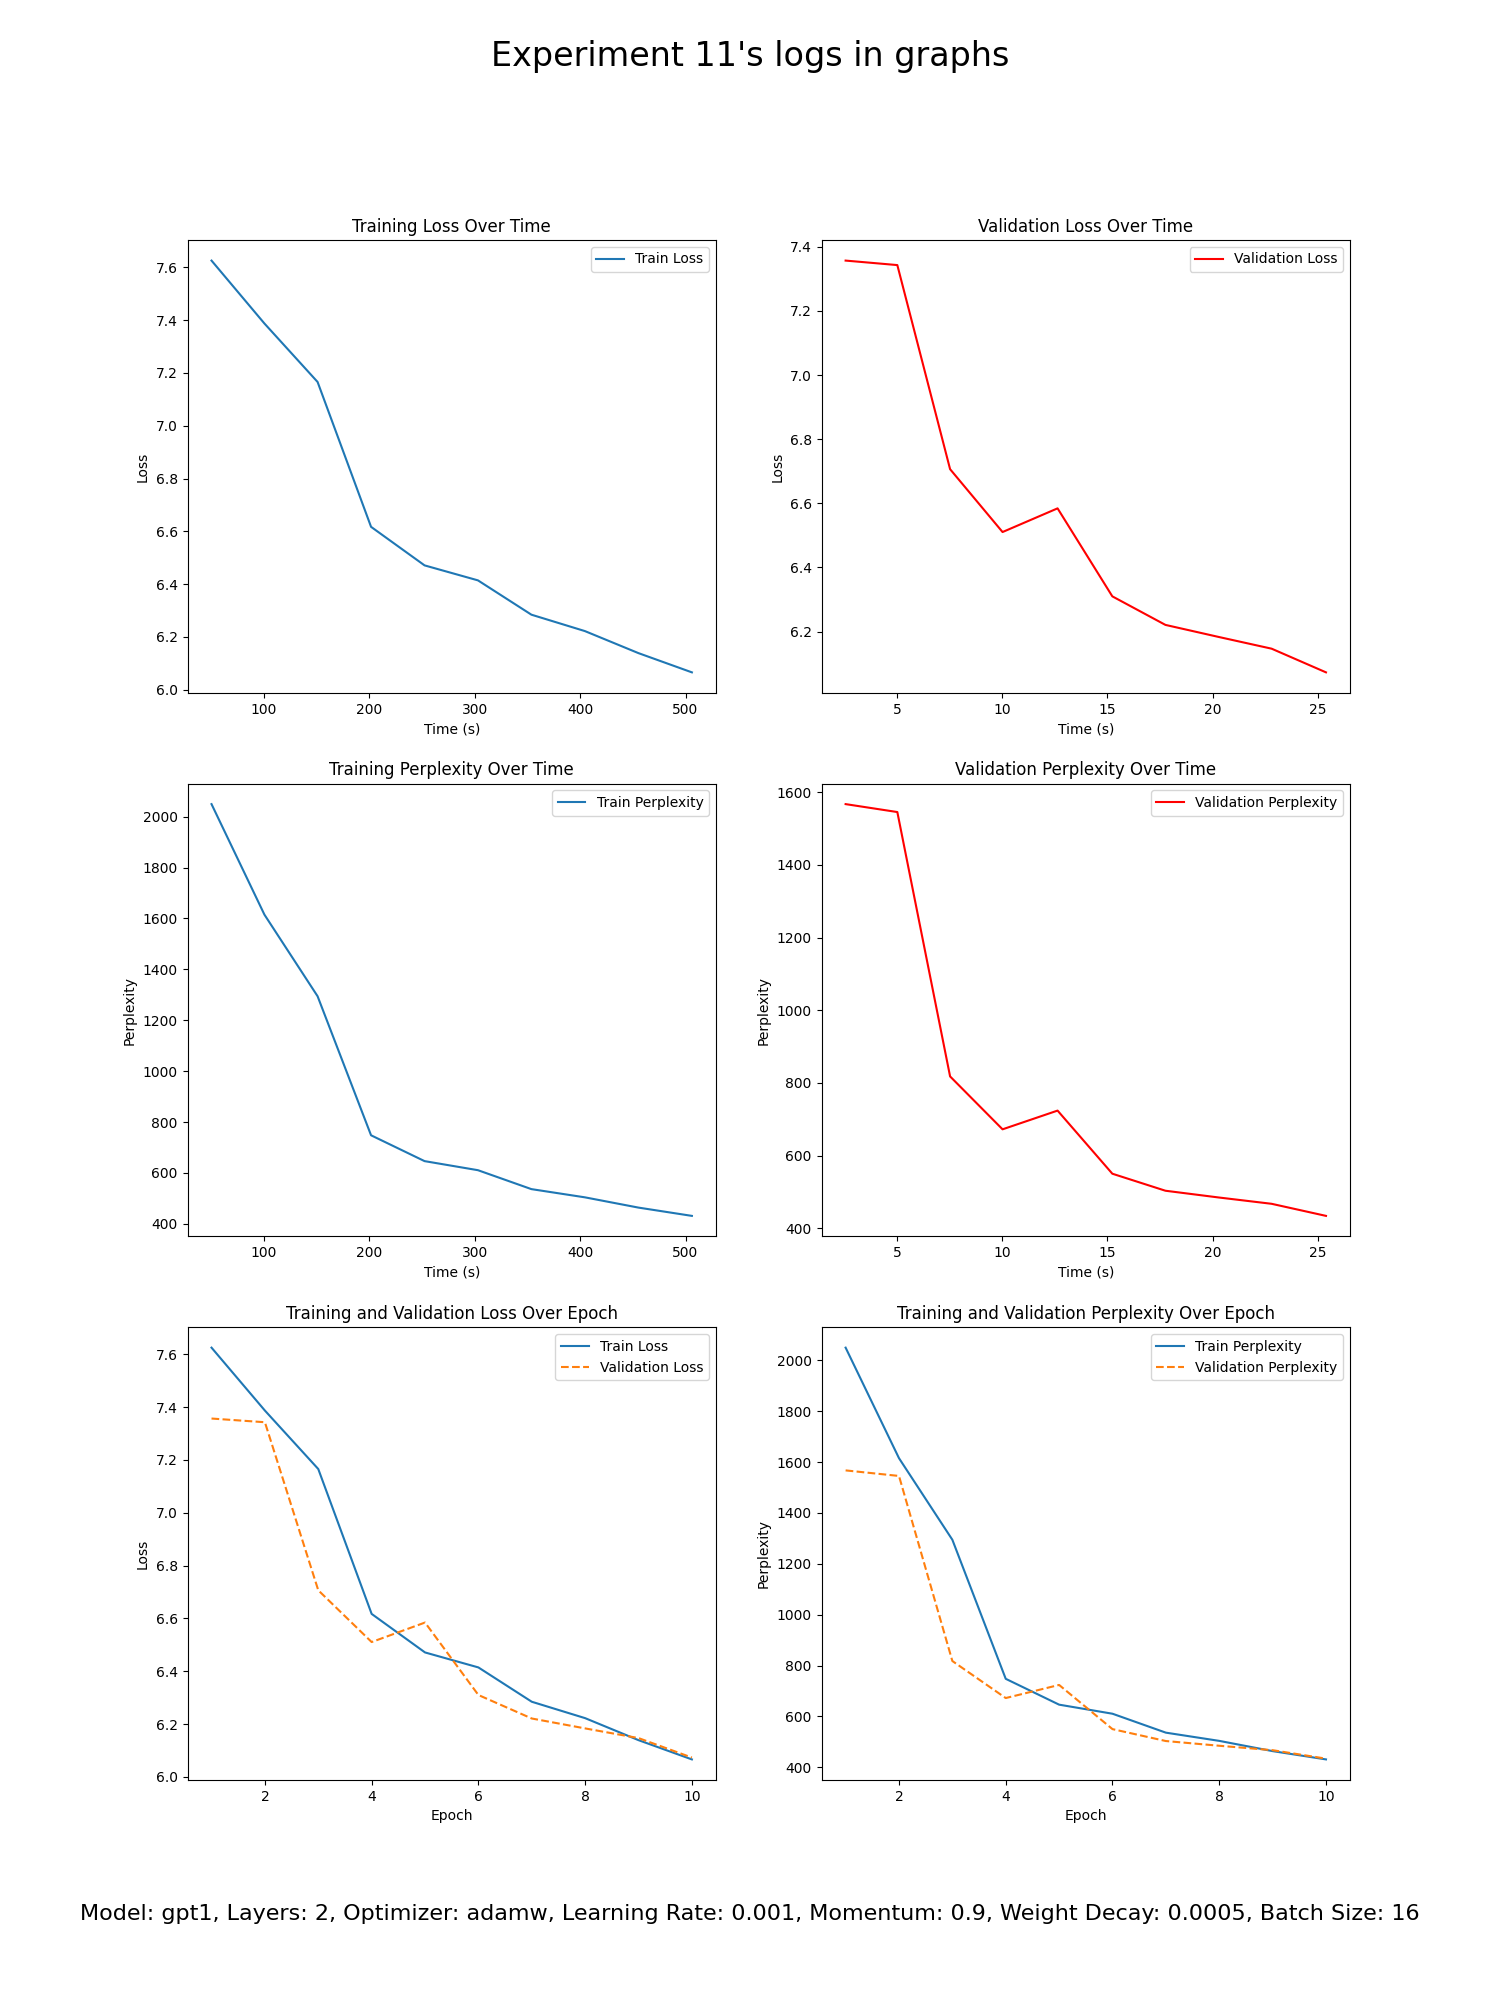 Experiment 11's logs in graphs
Training Loss Over Time
Train Loss
7.6
7.4
7.2
7.0
6.8
6.6
6.4
6.2
6.0
Loss
100 200 300 400 500
Time (s)
Validation Loss Over Time
Validation Loss
7.4
7.2
7.0
6.8
6.6
6.4
6.2
Loss
5 10 15 20 25
Time (s)
Training Perplexity Over Time
Train Perplexity
2000
1800
1600
1400
1200
1000
800
600
400
Perplexity
100 200 300 400 500
Time (s)
Validation Perplexity Over Time
Validation Perplexity
1600
1400
1200
1000
800
600
400
Perplexity
5 10 15 20 25
Time (s)
Training and Validation Loss Over Epoch
Train Loss
Validation Loss
7.6
7.4
7.2
7.0
6.8
6.6
6.4
6.2
6.0
Loss
2 4 6 8 10
Epoch
Training and Validation Perplexity Over Epoch
Train Perplexity
Validation Perplexity
2000
1800
1600
1400
1200
1000
800
600
400
Perplexity
2 4 6 8 10
Epoch
Model: gpt1, Layers: 2, Optimizer: adamw, Learning Rate: 0.001, Momentum: 0.9, Weight Decay: 0.0005, Batch Size: 16